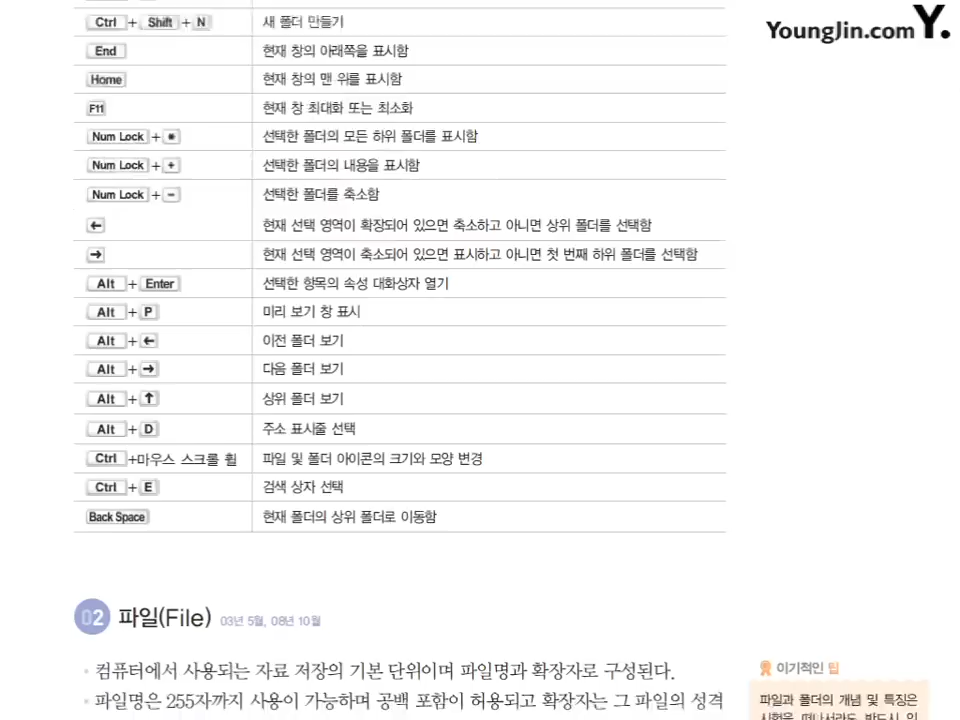 YoungJin.com Y.
Ctrl + Shift + N 새 폴더 만들기
End 현재 창의 아래쪽을 표시함
Home 현재 창의 맨 위를 표시함
F11 현재 창 최대화 또는 최소화
Num Lock + * 선택한 폴더의 모든 하위 폴더를 표시함
Num Lock + + 선택한 폴더의 내용을 표시함
Num Lock + - 선택한 폴더를 축소함
← 현재 선택 영역이 확장되어 있으면 축소하고 아니면 상위 폴더를 선택함
→ 현재 선택 영역이 축소되어 있으면 표시하고 아니면 첫 번째 하위 폴더를 선택함
Alt + Enter 선택한 항목의 속성 대화상자 열기
Alt + P 미리 보기 창 표시
Alt + ← 이전 폴더 보기
Alt + → 다음 폴더 보기
Alt + ↑ 상위 폴더 보기
Alt + D 주소 표시줄 선택
Ctrl +마우스 스크롤 휠 파일 및 폴더 아이콘의 크기와 모양 변경
Ctrl + E 검색 상자 선택
Back Space 현재 폴더의 상위 폴더로 이동함
02 파일(File) 03년 5월, 08년 10월
• 컴퓨터에서 사용되는 자료 저장의 기본 단위이며 파일명과 확장자로 구성된다.
• 파일명은 255자까지 사용이 가능하며 공백 포함이 허용되고 확장자는 그 파일의 성격
이기적인 팁
파일과 폴더의 개념 및 특징은